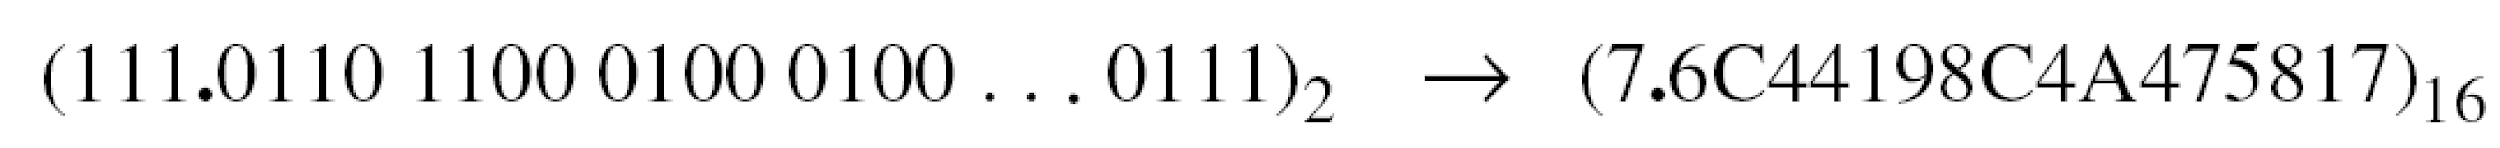 (111.0110 1100 0100 0100 . . . 0111)₂ → (7.6C44198C4A475817)₁₆